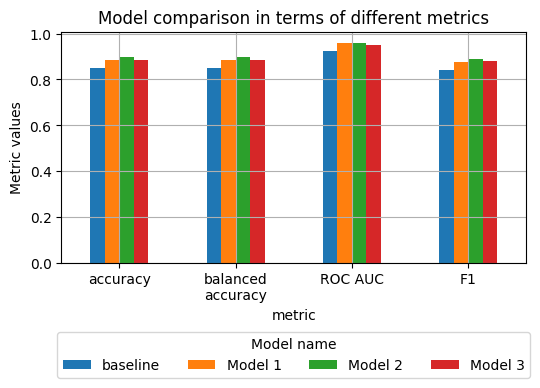 Model comparison in terms of different metrics
Metric values
1.0
0.8
0.6
0.4
0.2
0.0
accuracy
balanced
accuracy
ROC AUC
F1
metric
Model name
baseline
Model 1
Model 2
Model 3